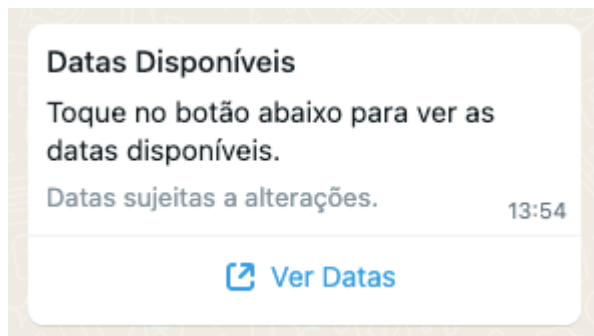 Datas Disponíveis
Toque no botão abaixo para ver as
datas disponíveis.
Datas sujeitas a alterações.
13:54
Ver Datas